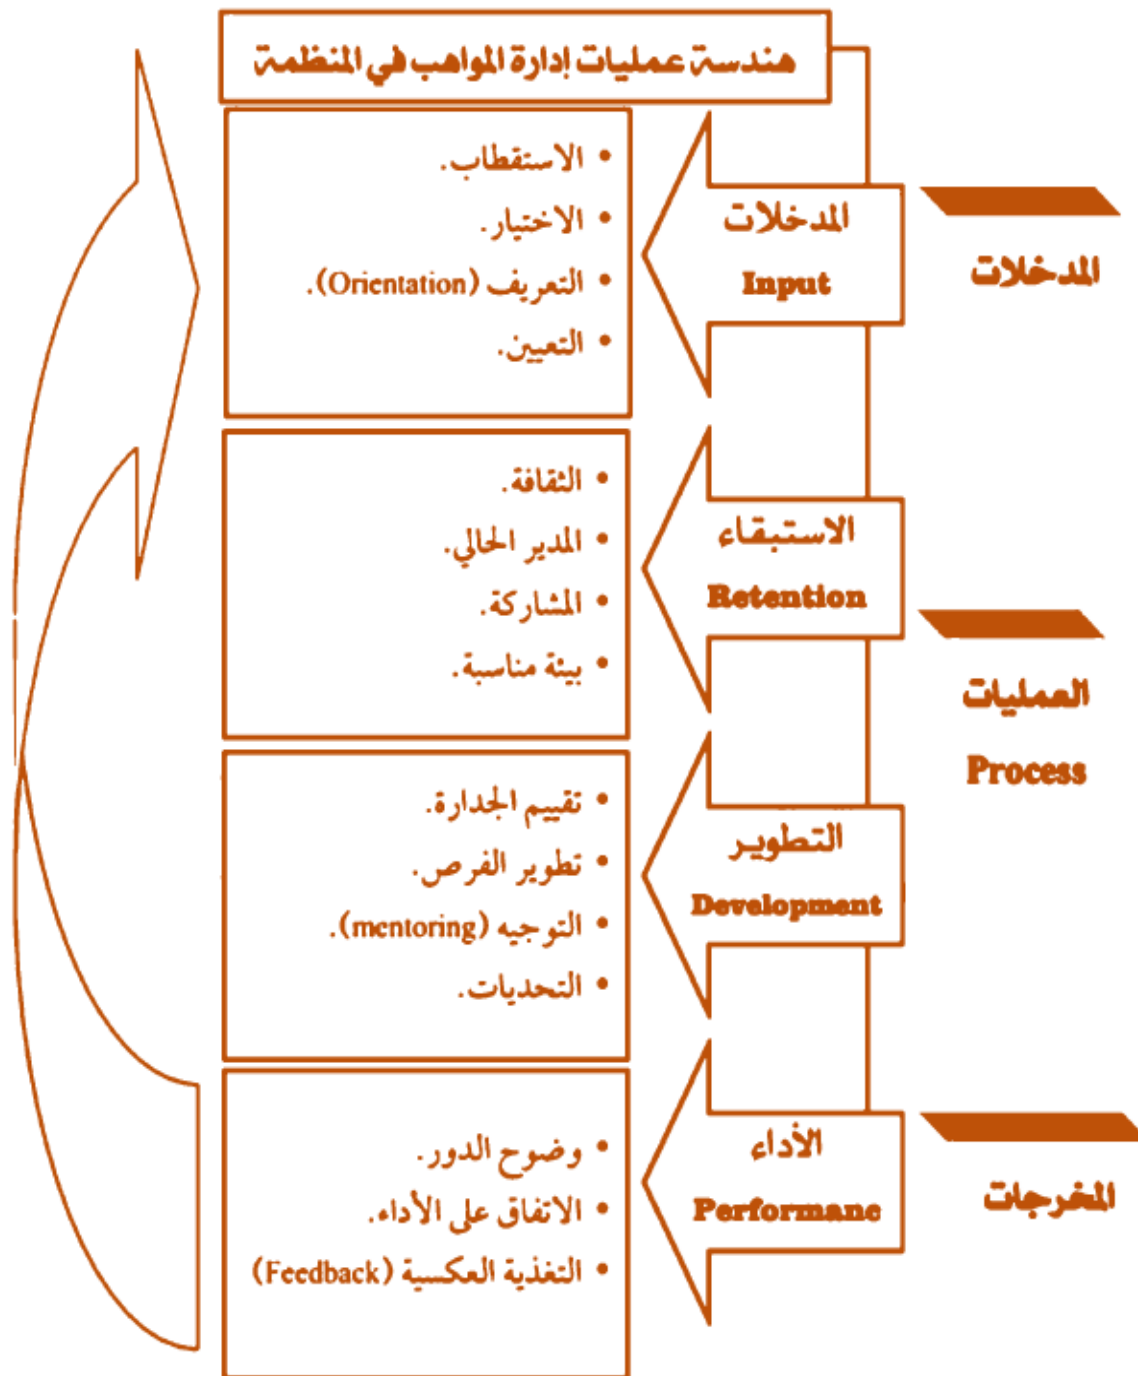 هندسة عمليات إدارة المواهب في المنظمة
المدخلات
المدخلات
Input
• الاستقطاب.
• الاختيار.
• التعريف (Orientation).
• التعيين.
العمليات
Process
الاستبقاء
Retention
• الثقافة.
• المدير الحالي.
• المشاركة.
• بيئة مناسبة.
التطوير
Development
• تقييم الجدارة.
• تطوير الفرص.
• التوجيه (mentoring).
• التحديات.
المخرجات
الأداء
Performanc
• وضوح الدور.
• الاتفاق على الأداء.
• التغذية العكسية (Feedback)